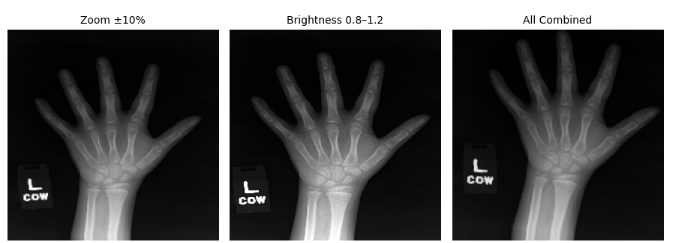 Zoom ±10%
Brightness 0.8–1.2
All Combined
L
COW
L
COW
L
COW